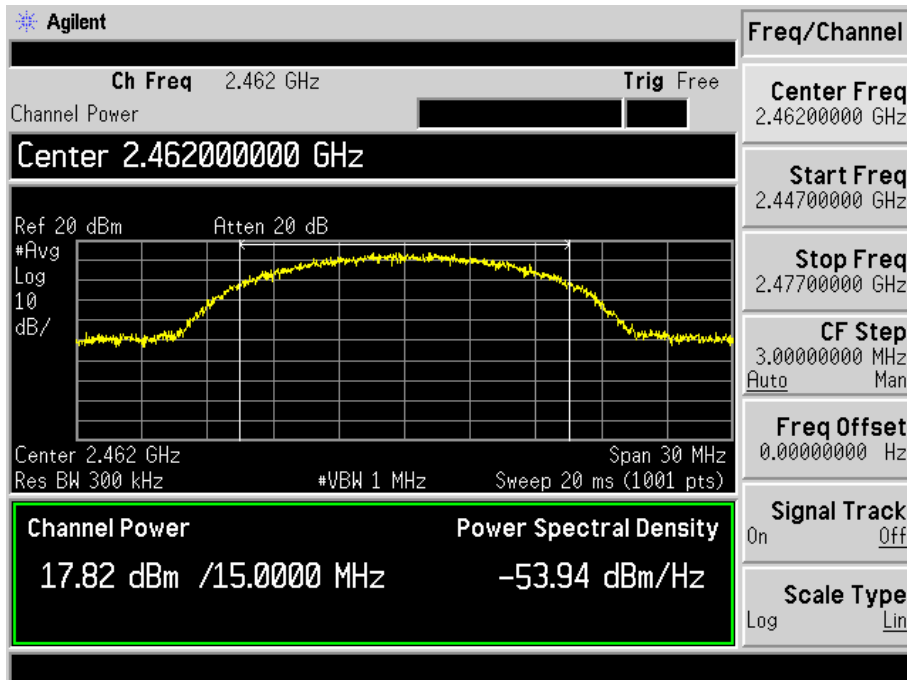 Agilent
Freq/Channel
Ch Freq 2.462 GHz Trig Free
Channel Power
Center 2.462000000 GHz
Ref 20 dBm Atten 20 dB
#Avg
Log
10
dB/
Center 2.462 GHz Span 30 MHz
Res BW 300 kHz #VBW 1 MHz Sweep 20 ms (1001 pts)
Channel Power Power Spectral Density
17.82 dBm /15.0000 MHz -53.94 dBm/Hz
Center Freq
2.46200000 GHz
Start Freq
2.44700000 GHz
Stop Freq
2.47700000 GHz
CF Step
3.00000000 MHz
Auto Man
Freq Offset
0.00000000 Hz
Signal Track
On Off
Scale Type
Log Lin